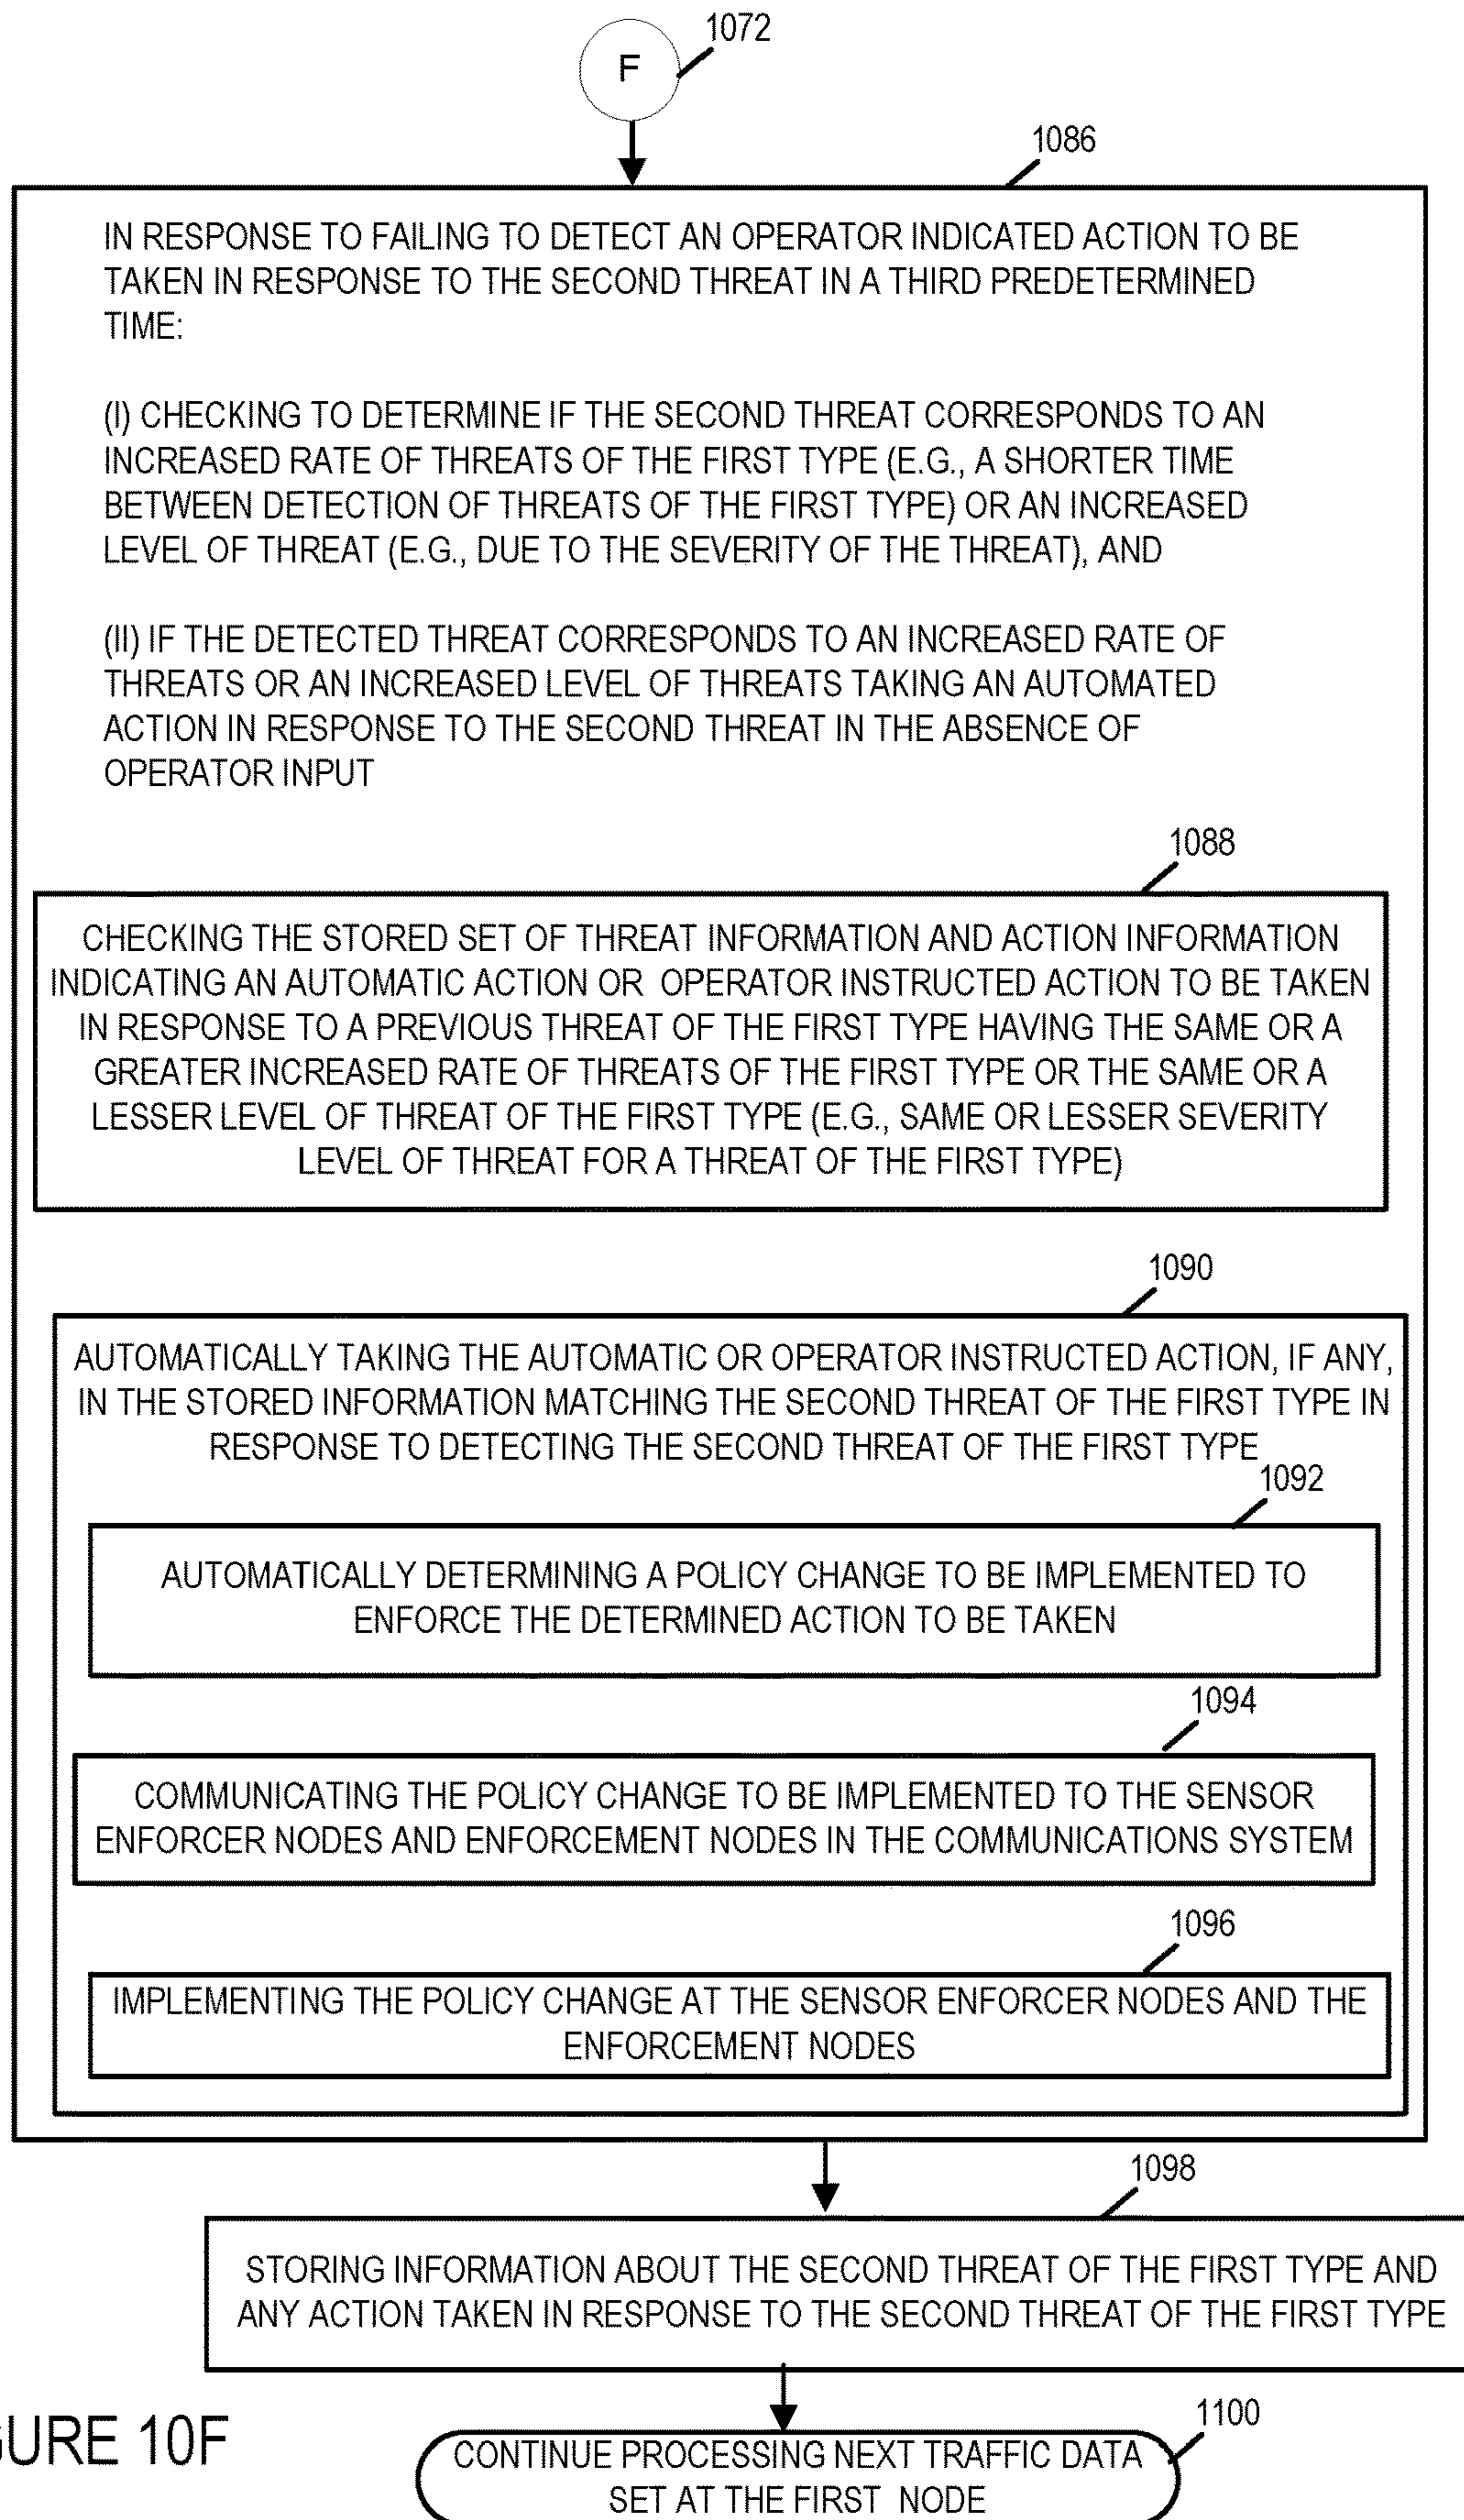 1072
F
1086
IN RESPONSE TO FAILING TO DETECT AN OPERATOR INDICATED ACTION TO BE
TAKEN IN RESPONSE TO THE SECOND THREAT IN A THIRD PREDETERMINED
TIME:
(I) CHECKING TO DETERMINE IF THE SECOND THREAT CORRESPONDS TO AN
INCREASED RATE OF THREATS OF THE FIRST TYPE (E.G., A SHORTER TIME
BETWEEN DETECTION OF THREATS OF THE FIRST TYPE) OR AN INCREASED
LEVEL OF THREAT (E.G., DUE TO THE SEVERITY OF THE THREAT), AND
(II) IF THE DETECTED THREAT CORRESPONDS TO AN INCREASED RATE OF
THREATS OR AN INCREASED LEVEL OF THREATS TAKING AN AUTOMATED
ACTION IN RESPONSE TO THE SECOND THREAT IN THE ABSENCE OF
OPERATOR INPUT
1088
CHECKING THE STORED SET OF THREAT INFORMATION AND ACTION INFORMATION
INDICATING AN AUTOMATIC ACTION OR OPERATOR INSTRUCTED ACTION TO BE TAKEN
IN RESPONSE TO A PREVIOUS THREAT OF THE FIRST TYPE HAVING THE SAME OR A
GREATER INCREASED RATE OF THREATS OF THE FIRST TYPE OR THE SAME OR A
LESSER LEVEL OF THREAT OF THE FIRST TYPE (E.G., SAME OR LESSER SEVERITY
LEVEL OF THREAT FOR A THREAT OF THE FIRST TYPE)
1090
AUTOMATICALLY TAKING THE AUTOMATIC OR OPERATOR INSTRUCTED ACTION, IF ANY,
IN THE STORED INFORMATION MATCHING THE SECOND THREAT OF THE FIRST TYPE IN
RESPONSE TO DETECTING THE SECOND THREAT OF THE FIRST TYPE
1092
AUTOMATICALLY DETERMINING A POLICY CHANGE TO BE IMPLEMENTED TO
ENFORCE THE DETERMINED ACTION TO BE TAKEN
1094
COMMUNICATING THE POLICY CHANGE TO BE IMPLEMENTED TO THE SENSOR
ENFORCER NODES AND ENFORCEMENT NODES IN THE COMMUNICATIONS SYSTEM
1096
IMPLEMENTING THE POLICY CHANGE AT THE SENSOR ENFORCER NODES AND THE
ENFORCEMENT NODES
1098
STORING INFORMATION ABOUT THE SECOND THREAT OF THE FIRST TYPE AND
ANY ACTION TAKEN IN RESPONSE TO THE SECOND THREAT OF THE FIRST TYPE
1100
CONTINUE PROCESSING NEXT TRAFFIC DATA
SET AT THE FIRST NODE
GURE 10F